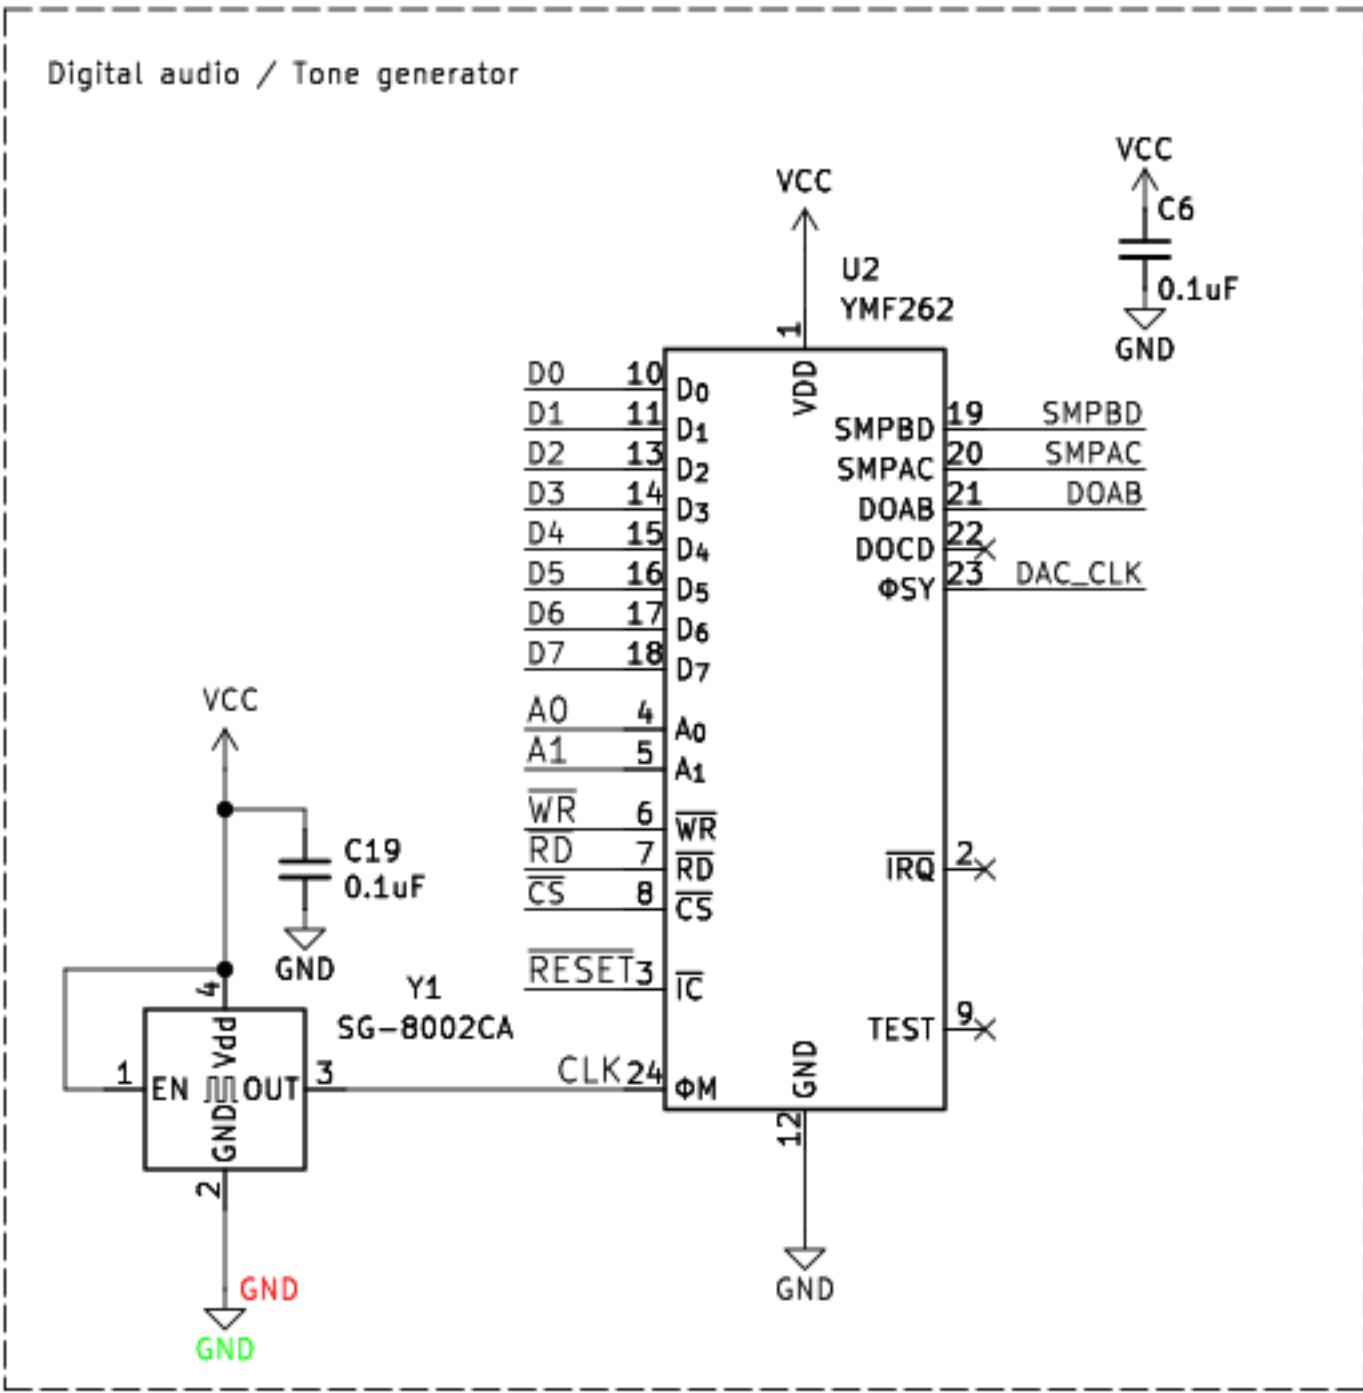 Digital audio / Tone generator
VCC
C6
0.1uF
GND
VCC
U2
YMF262
1
VDD
D0 10 D0
D1 11 D1
D2 13 D2
D3 14 D3
D4 15 D4
D5 16 D5
D6 17 D6
D7 18 D7
A0 4 A0
A1 5 A1
WR 6 WR
RD 7 RD
CS 8 CS
RESET 3 IC
CLK 24 ΦM
SMPBD 19 SMPBD
SMPAC 20 SMPAC
DOAB 21 DOAB
DOCD 22
ΦSY 23 DAC_CLK
IRQ 2
TEST 9
GND
12
GND
VCC
C19
0.1uF
GND
Y1
SG-8002CA
4
Vdd
1 EN OUT 3
GND
2
GND
GND